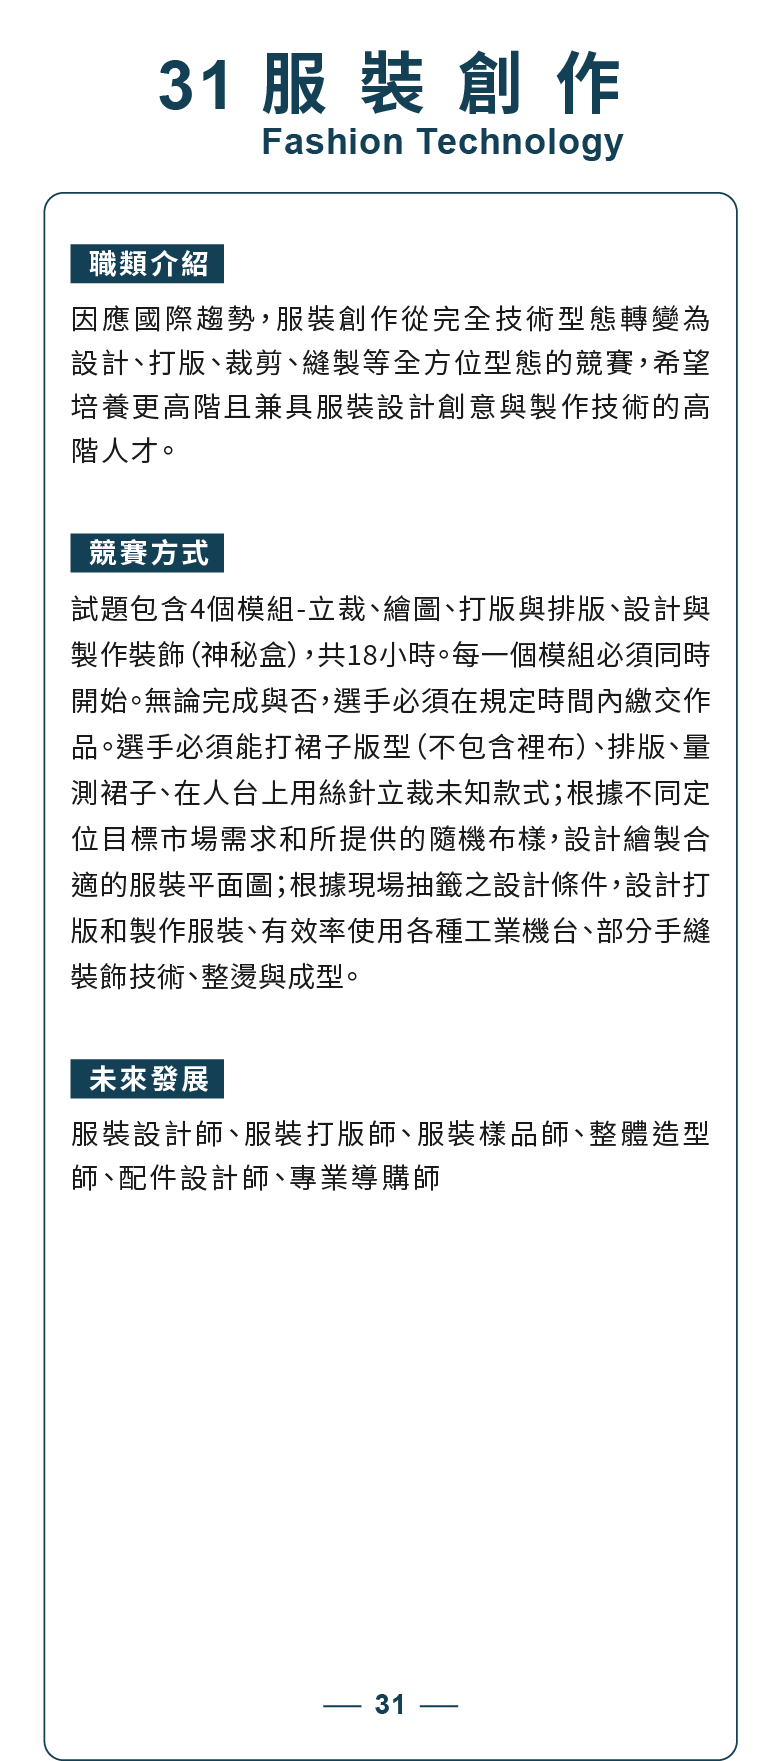 31 服裝創作
Fashion Technology
職類介紹
因應國際趨勢，服裝創作從完全技術型態轉變為
設計、打版、裁剪、縫製等全方位型態的競賽，希望
培養更高階且兼具服裝設計創意與製作技術的高
階人才。
競賽方式
試題包含4個模組-立裁、繪圖、打版與排版、設計與
製作裝飾（神秘盒），共18小時。每一個模組必須同時
開始。無論完成與否，選手必須在規定時間內繳交作
品。選手必須能打裙子版型（不包含裡布）、排版、量
測裙子、在人台上用絲針立裁未知款式；根據不同定
位目標市場需求和所提供的隨機布樣，設計繪製合
適的服裝平面圖；根據現場抽籤之設計條件，設計打
版和製作服裝、有效率使用各種工業機台、部分手縫
裝飾技術、整燙與成型。
未來發展
服裝設計師、服裝打版師、服裝樣品師、整體造型
師、配件設計師、專業導購師
31